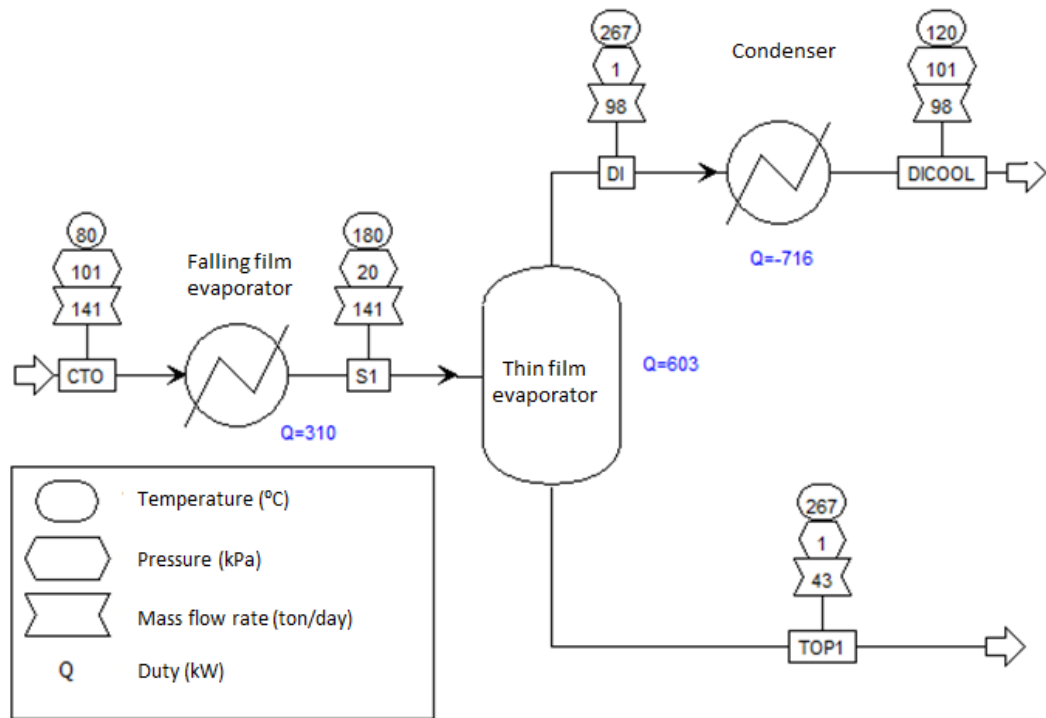 267
1
98
DI
Condenser
120
101
98
DICOOL
Q=-716
80
101
141
CTO
Falling film
evaporator
Q=310
180
20
141
S1
Thin film
evaporator
Q=603
267
1
43
TOP1
Temperature (ºC)
Pressure (kPa)
Mass flow rate (ton/day)
Q Duty (kW)